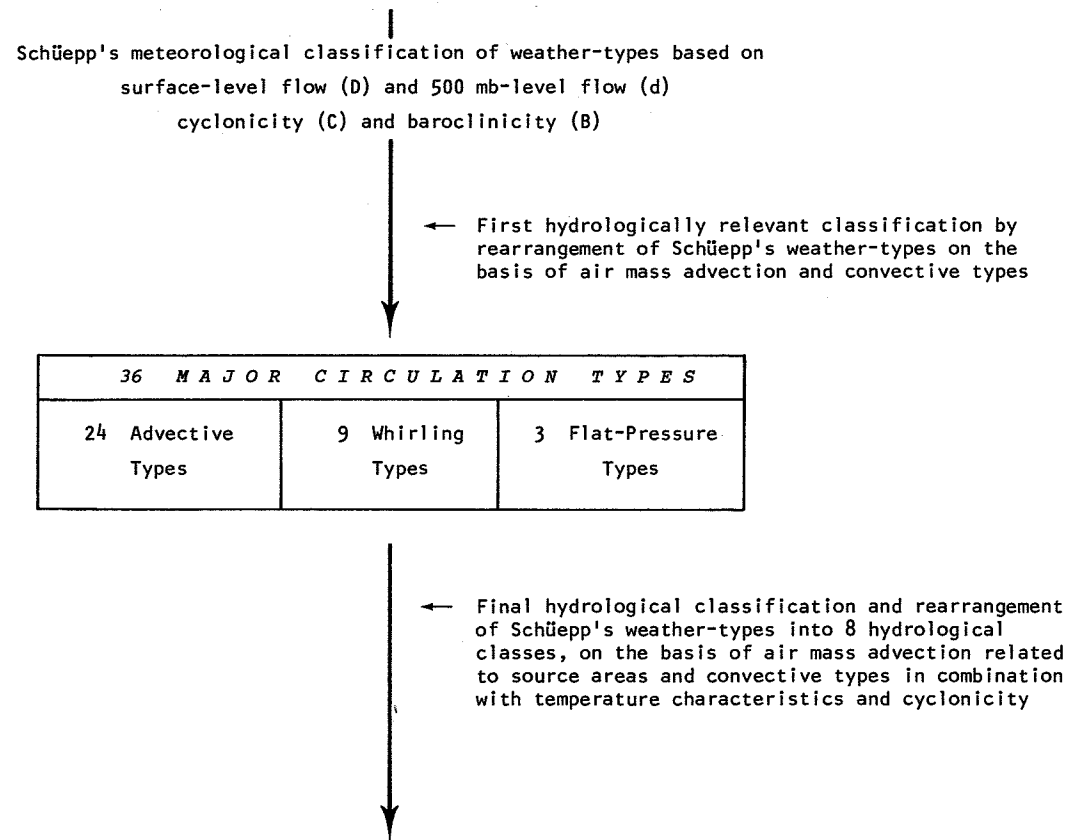 Schüepp's meteorological classification of weather-types based on
surface-level flow (D) and 500 mb-level flow (d)
cyclonicity (C) and baroclinicity (B)
First hydrologically relevant classification by
rearrangement of Schüepp's weather-types on the
basis of air mass advection and convective types
36 MAJOR CIRCULATION TYPES
24 Advective
Types
9 Whirling
Types
3 Flat-Pressure
Types
Final hydrological classification and rearrangement
of Schüepp's weather-types into 8 hydrological
classes, on the basis of air mass advection related
to source areas and convective types in combination
with temperature characteristics and cyclonicity